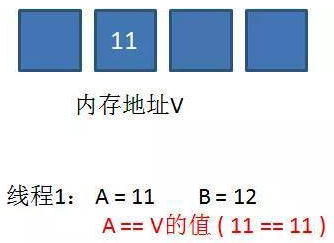 11
内存地址V
线程1： A = 11 B = 12
A == V的值 ( 11 == 11 )